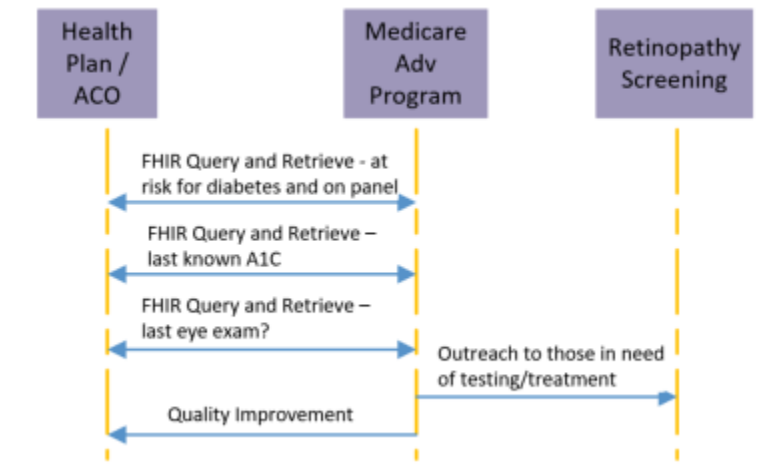 Health
Plan /
ACO
Medicare
Adv
Program
Retinopathy
Screening
FHIR Query and Retrieve - at
risk for diabetes and on panel
FHIR Query and Retrieve –
last known A1C
FHIR Query and Retrieve –
last eye exam?
Outreach to those in need
of testing/treatment
Quality Improvement